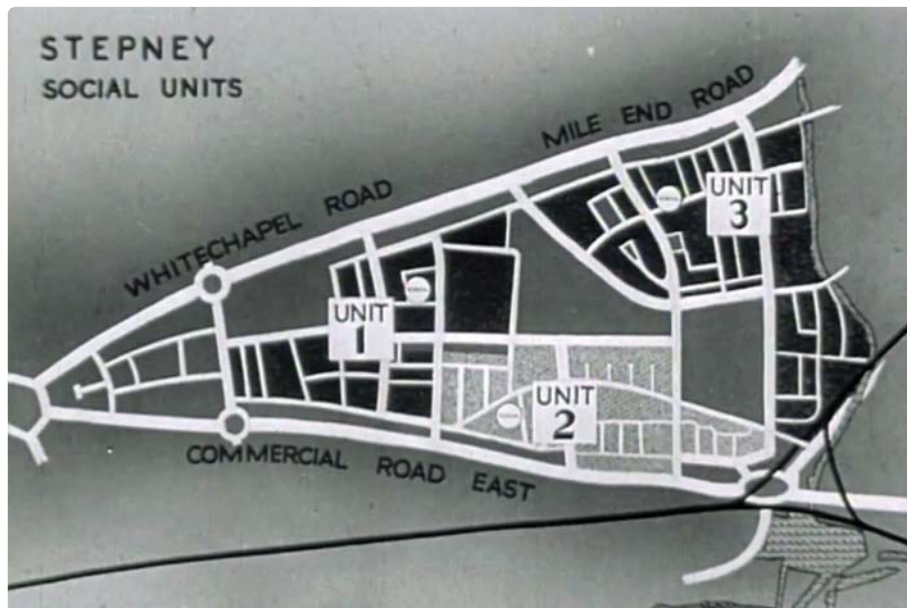 STEPNEY
SOCIAL UNITS
MILE END ROAD
WHITECHAPEL ROAD
UNIT
3
UNIT
1
UNIT
2
COMMERCIAL ROAD EAST